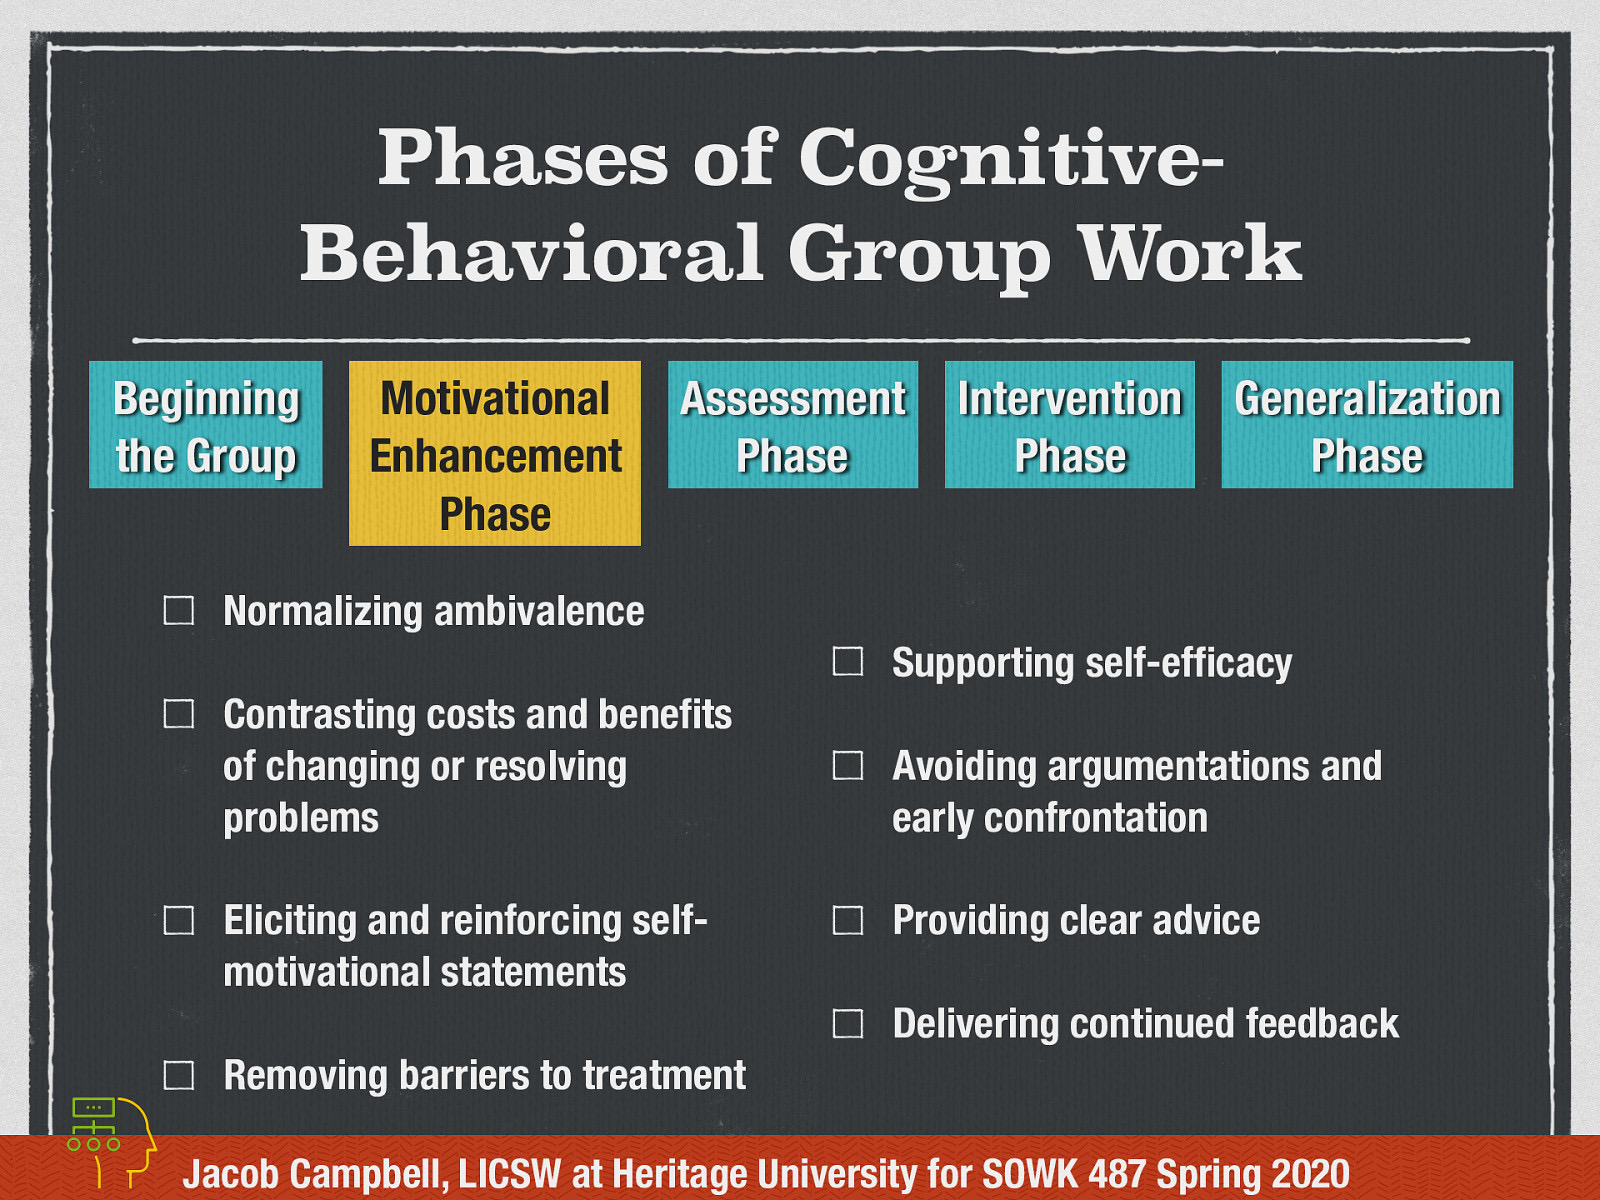 Phases of Cognitive-
Behavioral Group Work
Beginning
the Group
Motivational
Enhancement
Phase
Assessment
Phase
Intervention
Phase
Generalization
Phase
Normalizing ambivalence
Contrasting costs and benefits
of changing or resolving
problems
Eliciting and reinforcing self-
motivational statements
Removing barriers to treatment
Supporting self-efficacy
Avoiding argumentations and
early confrontation
Providing clear advice
Delivering continued feedback
Jacob Campbell, LICSW at Heritage University for SOWK 487 Spring 2020